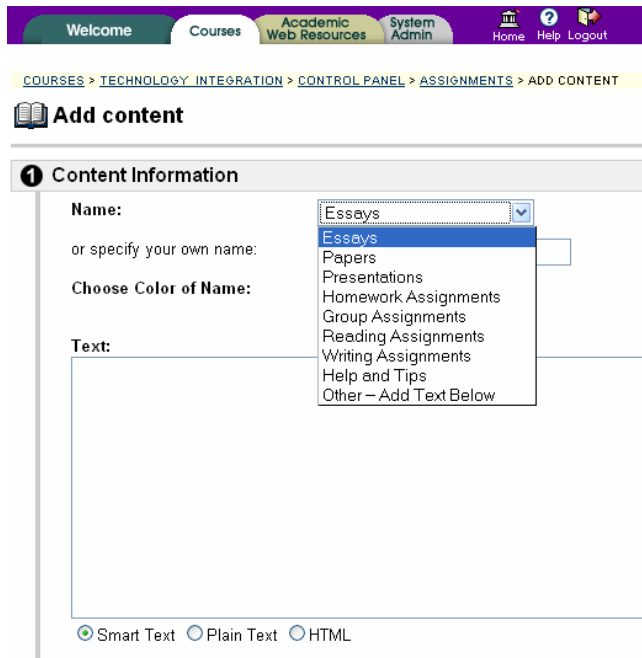 Welcome Courses Academic Web Resources System Admin Home Help Logout
COURSES > TECHNOLOGY INTEGRATION > CONTROL PANEL > ASSIGNMENTS > ADD CONTENT
Add content
1 Content Information
Name: Essays
Essays
or specify your own name:
Papers
Presentations
Choose Color of Name:
Homework Assignments
Group Assignments
Reading Assignments
Text:
Writing Assignments
Help and Tips
Other – Add Text Below
Smart Text Plain Text HTML